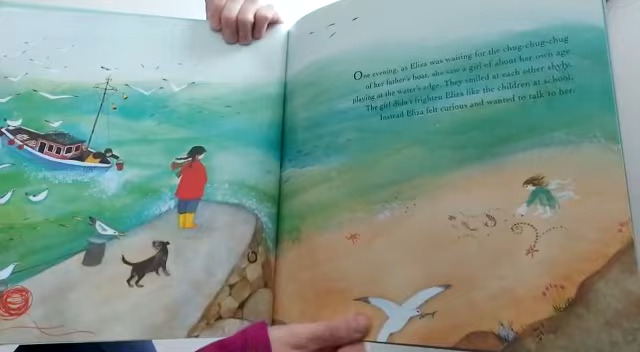 One evening, as Eliza was waiting for the chug-chug-chug
of her father's boat, she saw a girl of about her own age
playing at the water's edge. They smiled at each other shyly.
The girl didn't frighten Eliza like the children at school.
Instead Eliza felt curious and wanted to talk to her.